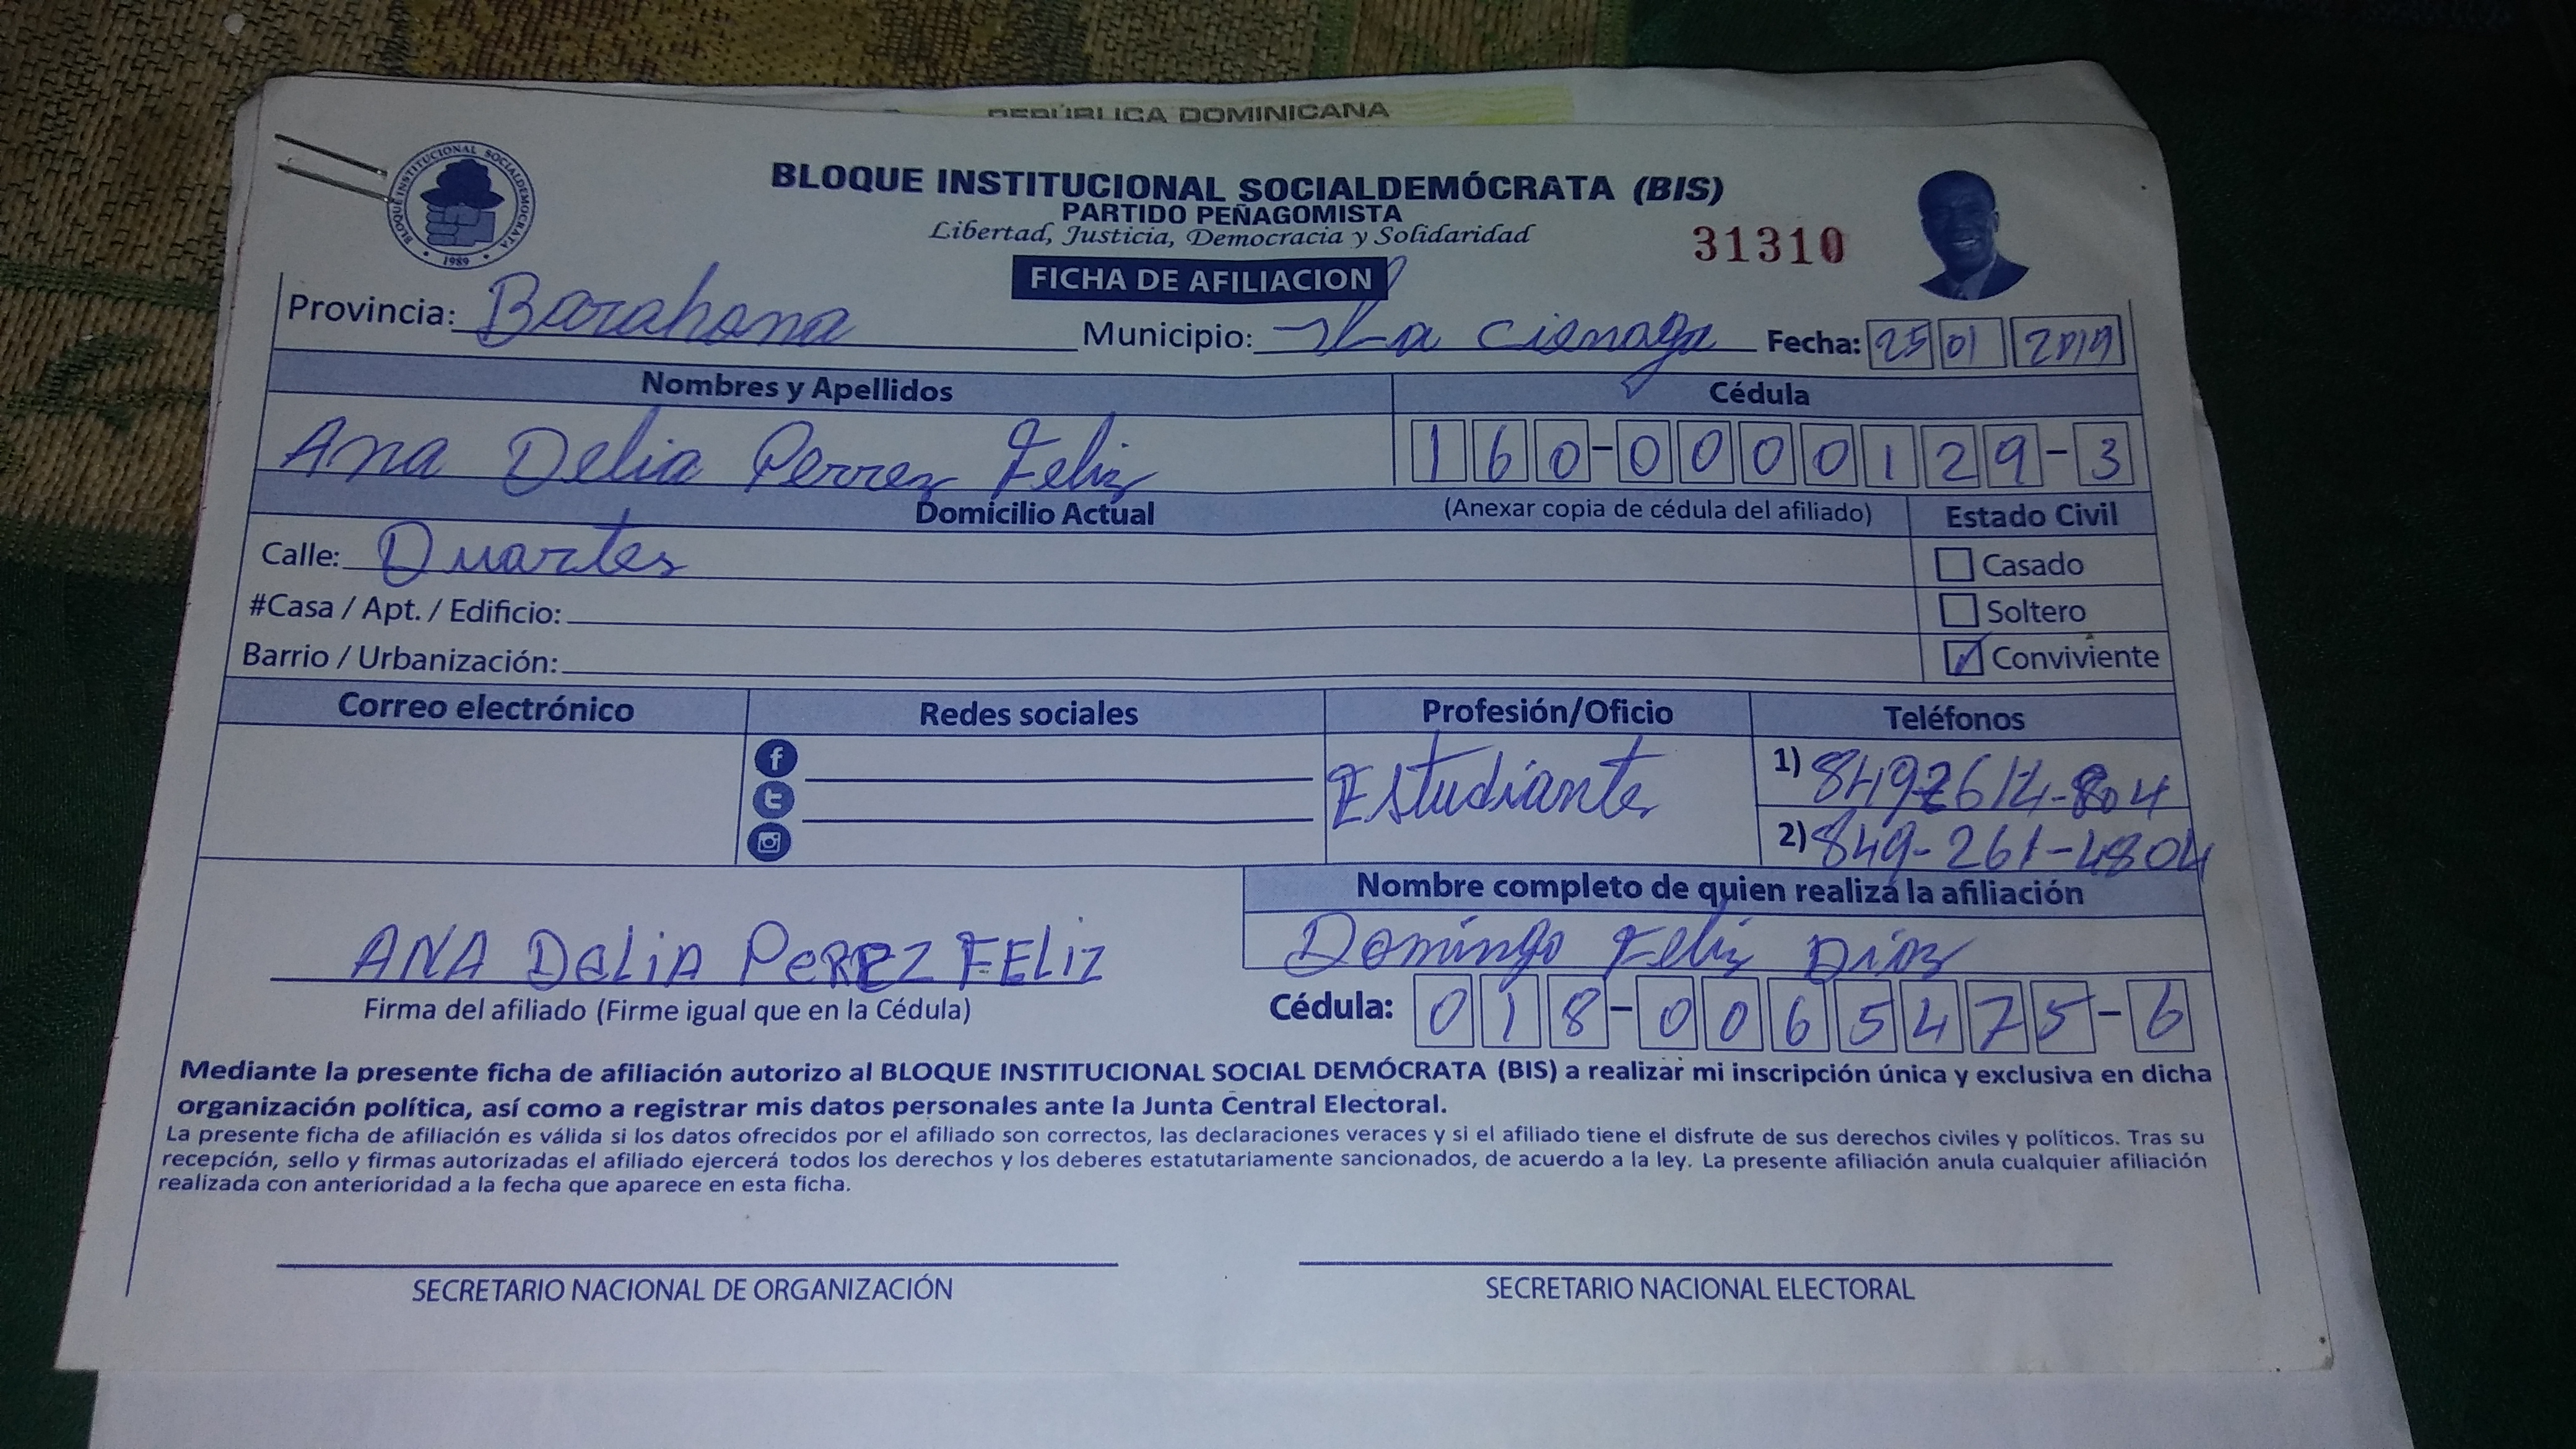 REPÚBLICA DOMINICANA
BLOQUE INSTITUCIONAL SOCIALDEMOCRATA
1989
BLOQUE INSTITUCIONAL SOCIALDEMÓCRATA (BIS)
PARTIDO PEÑAGOMISTA
Libertad, Justicia, Democracia y Solidaridad
31310
FICHA DE AFILIACION
Provincia: Barahona Municipio: La Cienaga Fecha: 25 01 2019
Nombres y Apellidos Cédula
Ana Delia Perrez Feliz 160-0000129-3
Domicilio Actual (Anexar copia de cédula del afiliado) Estado Civil
Calle: Duartes Casado
#Casa / Apt. / Edificio: Soltero
Barrio / Urbanización: Conviviente
Correo electrónico Redes sociales Profesión/Oficio Teléfonos
Estudiante 1) 8492614-804
2) 849-261-4804
Nombre completo de quien realiza la afiliación
ANA DeLiA PeREZ FELIZ Domingo Feliz Diaz
Firma del afiliado (Firme igual que en la Cédula) Cédula: 018-0065475-6
Mediante la presente ficha de afiliación autorizo al BLOQUE INSTITUCIONAL SOCIAL DEMÓCRATA (BIS) a realizar mi inscripción única y exclusiva en dicha
organización política, así como a registrar mis datos personales ante la Junta Central Electoral.
La presente ficha de afiliación es válida si los datos ofrecidos por el afiliado son correctos, las declaraciones veraces y si el afiliado tiene el disfrute de sus derechos civiles y políticos. Tras su
recepción, sello y firmas autorizadas el afiliado ejercerá todos los derechos y los deberes estatutariamente sancionados, de acuerdo a la ley. La presente afiliación anula cualquier afiliación
realizada con anterioridad a la fecha que aparece en esta ficha.
SECRETARIO NACIONAL DE ORGANIZACIÓN SECRETARIO NACIONAL ELECTORAL